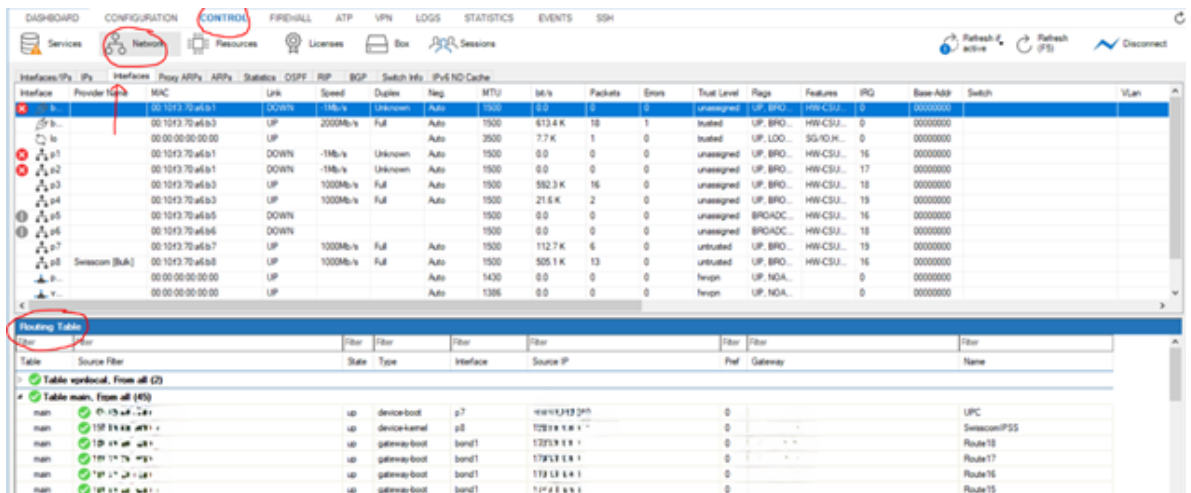 DASHBOARD CONFIGURATION CONTROL FIREWALL ATP VPN LOGS STATISTICS EVENTS SSH
Services Network Resources Licenses Box Sessions Refresh if active Refresh (F5) Disconnect
Interfaces/IPs IPs Interfaces Proxy ARPs ARPs Statistics OSPF RIP BGP Switch Info IPv6 ND Cache
Interface Provider Name MAC Link Speed Duplex Neg. MTU bit/s Packets Errors Trust Level Flags Features IRQ Base-Addr Switch VLan
b... 00:10:f3:70:a6:b1 DOWN -1Mb/s Unknown Auto 1500 0.0 0 0 unassigned UP, BRO... HW-CSU... 0 00000000
b... 00:10:f3:70:a6:b3 UP 2000Mb/s Full Auto 1500 613.4 K 18 1 trusted UP, BRO... HW-CSU... 0 00000000
lo 00:00:00:00:00:00 UP Auto 3500 7.7 K 1 0 trusted UP, LOO... SG/IO,H... 0 00000000
p1 00:10:f3:70:a6:b1 DOWN -1Mb/s Unknown Auto 1500 0.0 0 0 unassigned UP, BRO... HW-CSU... 16 00000000
p2 00:10:f3:70:a6:b1 DOWN -1Mb/s Unknown Auto 1500 0.0 0 0 unassigned UP, BRO... HW-CSU... 17 00000000
p3 00:10:f3:70:a6:b3 UP 1000Mb/s Full Auto 1500 592.3 K 16 0 unassigned UP, BRO... HW-CSU... 18 00000000
p4 00:10:f3:70:a6:b3 UP 1000Mb/s Full Auto 1500 21.6 K 2 0 unassigned UP, BRO... HW-CSU... 19 00000000
p5 00:10:f3:70:a6:b5 DOWN 1500 0.0 0 0 unassigned BROADC... HW-CSU... 16 00000000
p6 00:10:f3:70:a6:b6 DOWN 1500 0.0 0 0 unassigned BROADC... HW-CSU... 18 00000000
p7 00:10:f3:70:a6:b7 UP 1000Mb/s Full Auto 1500 112.7 K 6 0 untrusted UP, BRO... HW-CSU... 19 00000000
p8 Swisscom [Bulk] 00:10:f3:70:a6:b8 UP 1000Mb/s Full Auto 1500 505.1 K 13 0 untrusted UP, BRO... HW-CSU... 16 00000000
p... 00:00:00:00:00:00 UP Auto 1430 0.0 0 0 fwvpn UP, NOA... 0 00000000
v... 00:00:00:00:00:00 UP Auto 1386 0.0 0 0 fwvpn UP, NOA... 0 00000000
Routing Table
Filter Filter Filter Filter Filter Filter Filter Filter Filter
Table Source Filter State Type Interface Source IP Pref Gateway Name
Table vpnlocal, From all (2)
Table main, From all (45)
main up device-boot p7 0 UPC
main up device-kernel p8 0 SwisscomIPSS
main up gateway-boot bond1 0 Route18
main up gateway-boot bond1 0 Route17
main up gateway-boot bond1 0 Route16
main up gateway-boot bond1 0 Route15